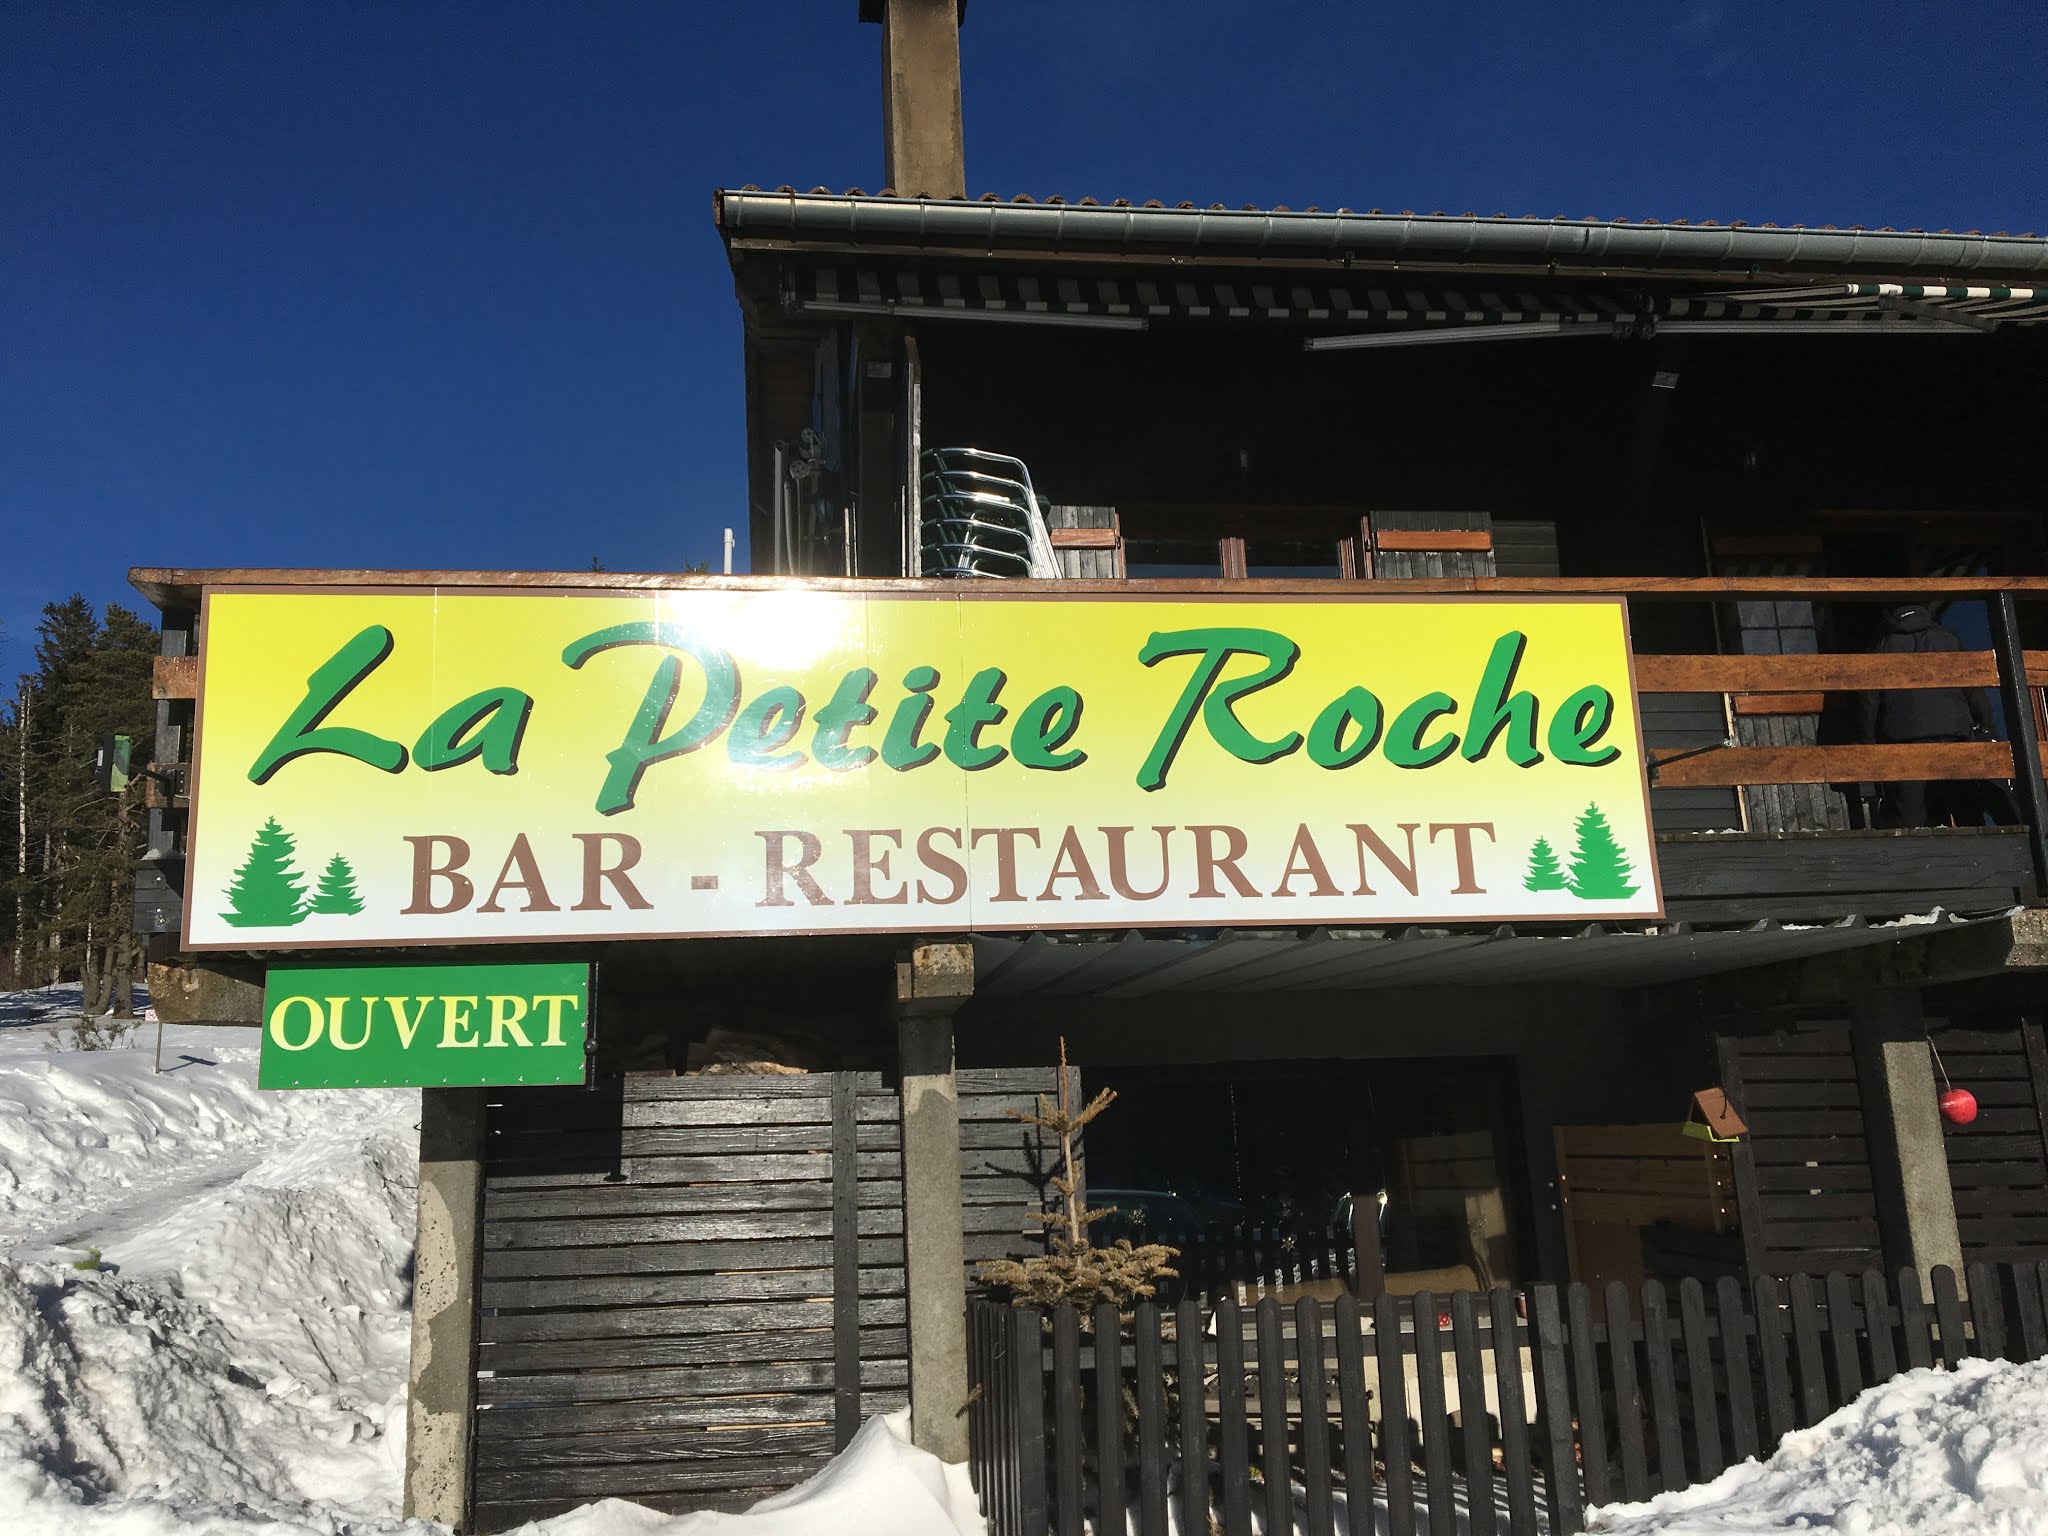 La Petite Roche
BAR - RESTAURANT
OUVERT